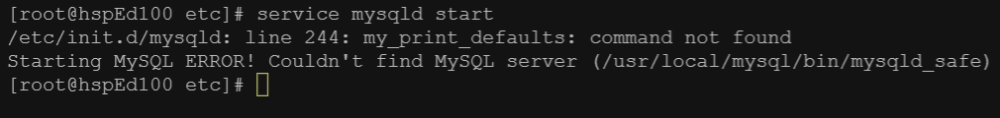 [root@hspEd100 etc]# service mysqld start
/etc/init.d/mysqld: line 244: my_print_defaults: command not found
Starting MySQL ERROR! Couldn't find MySQL server (/usr/local/mysql/bin/mysqld_safe)
[root@hspEd100 etc]#